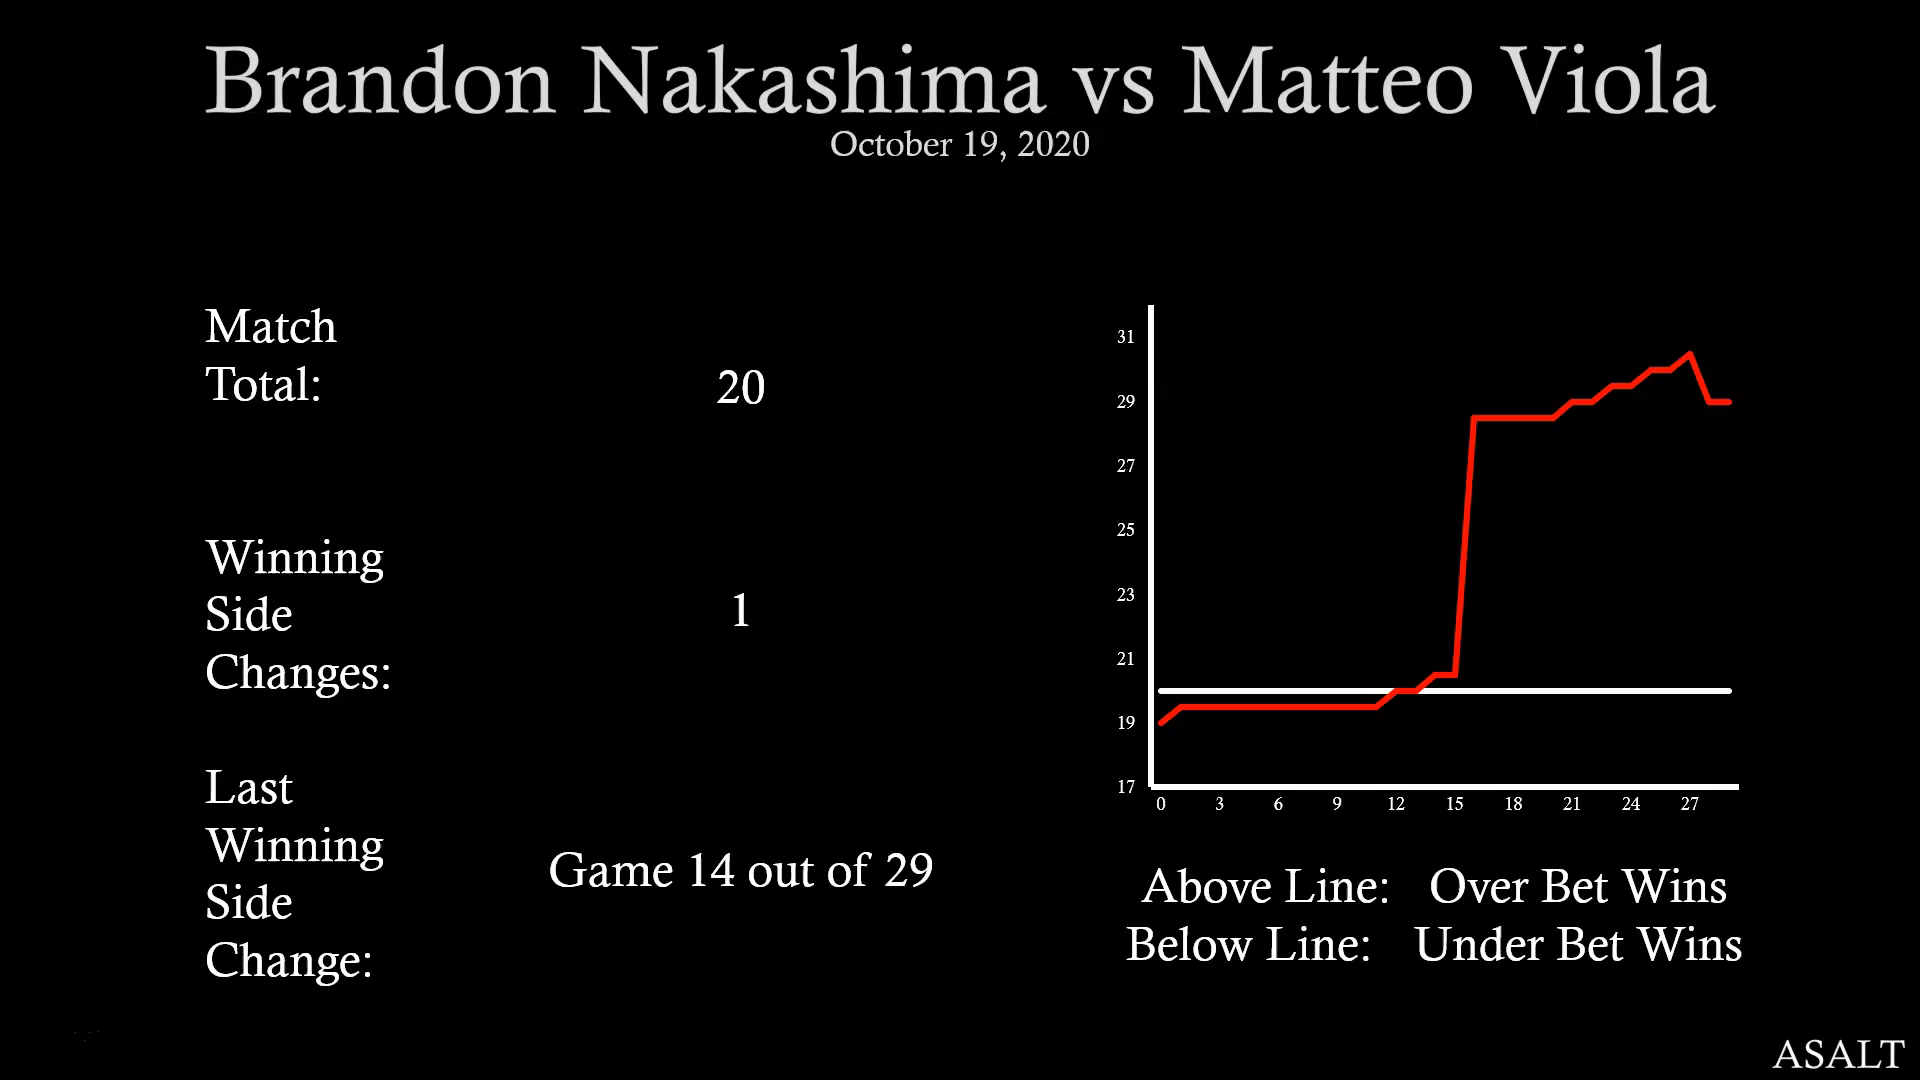 Brandon Nakashima vs Matteo Viola
October 19, 2020
Match
Total:
20
Winning
Side
Changes:
1
Last
Winning
Side
Change:
Game 14 out of 29
31
29
27
25
23
21
19
17
0 3 6 9 12 15 18 21 24 27
Above Line: Over Bet Wins
Below Line: Under Bet Wins
ASALT